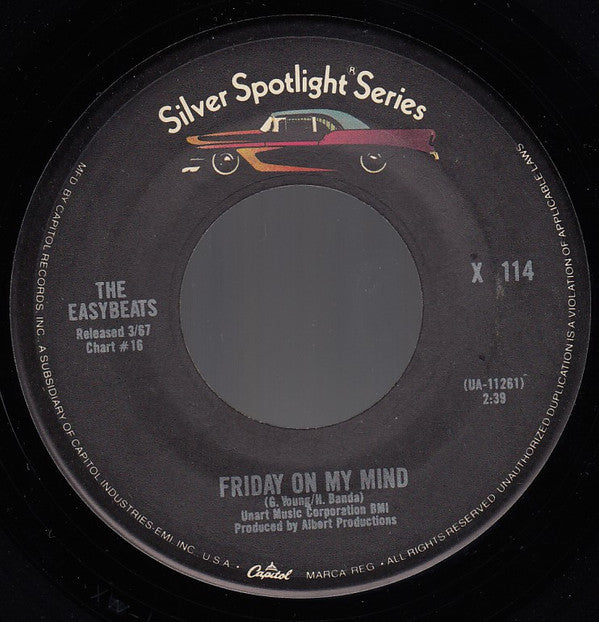 Silver Spotlight® Series
THE
EASYBEATS
Released 3/67
Chart #16
X 114
(UA-11261)
2:39
FRIDAY ON MY MIND
(G. Young/H. Banda)
Unart Music Corporation BMI
Produced by Albert Productions
MFD BY CAPITOL RECORDS, INC. A SUBSIDIARY OF CAPITOL INDUSTRIES-EMI, INC. U.S.A. • Capitol MARCA REG. • ALL RIGHTS RESERVED. UNAUTHORIZED DUPLICATION IS A VIOLATION OF APPLICABLE LAWS